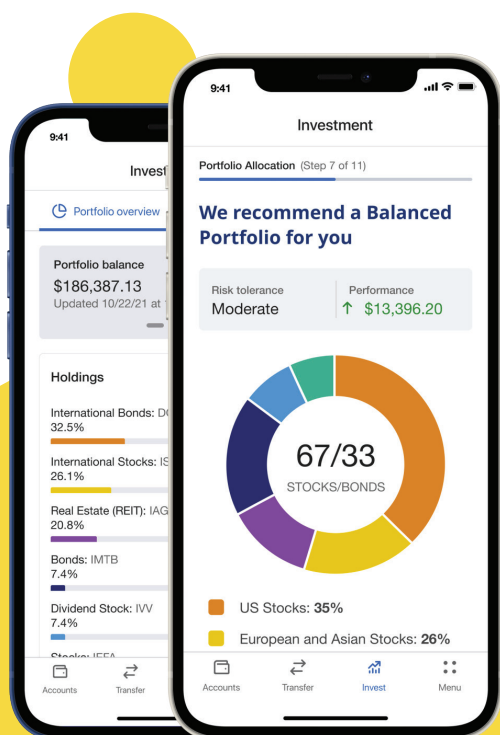 9:41
Invest
Portfolio overview
Portfolio balance
$186,387.13
Updated 10/22/21 at
Holdings
International Bonds:
32.5%
International Stocks:
26.1%
Real Estate (REIT): IAG
20.8%
Bonds: IMTB
7.4%
Dividend Stock: IVV
7.4%
Accounts
Transfer
9:41
Investment
Portfolio Allocation (Step 7 of 11)
We recommend a Balanced
Portfolio for you
Risk tolerance
Moderate
Performance
↑ $13,396.20
67/33
STOCKS/BONDS
US Stocks: 35%
European and Asian Stocks: 26%
Accounts
Transfer
Invest
Menu